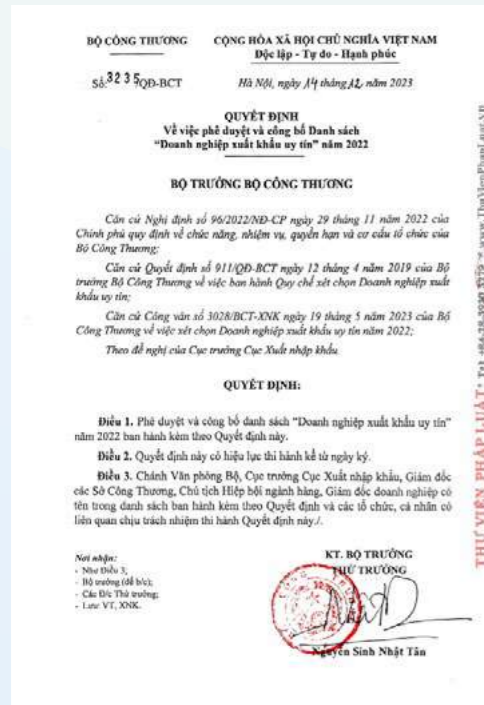 BỘ CÔNG THƯƠNG
CỘNG HÒA XÃ HỘI CHỦ NGHĨA VIỆT NAM
Độc lập - Tự do - Hạnh phúc
Số: 3235/QĐ-BCT
Hà Nội, ngày 14 tháng 12 năm 2023
QUYẾT ĐỊNH
Về việc phê duyệt và công bố Danh sách
“Doanh nghiệp xuất khẩu uy tín” năm 2022
BỘ TRƯỞNG BỘ CÔNG THƯƠNG
Căn cứ Nghị định số 96/2022/NĐ-CP ngày 29 tháng 11 năm 2022 của
Chính phủ quy định về chức năng, nhiệm vụ, quyền hạn và cơ cấu tổ chức của
Bộ Công Thương;
Căn cứ Quyết định số 911/QĐ-BCT ngày 12 tháng 4 năm 2019 của Bộ
trưởng Bộ Công Thương về việc ban hành Quy chế xét chọn Doanh nghiệp xuất
khẩu uy tín;
Căn cứ Công văn số 3028/BCT-XNK ngày 19 tháng 5 năm 2023 của Bộ
Công Thương về việc xét chọn Doanh nghiệp xuất khẩu uy tín năm 2022;
Theo đề nghị của Cục trưởng Cục Xuất nhập khẩu.
QUYẾT ĐỊNH:
Điều 1. Phê duyệt và công bố danh sách “Doanh nghiệp xuất khẩu uy tín”
năm 2022 ban hành kèm theo Quyết định này.
Điều 2. Quyết định này có hiệu lực thi hành kể từ ngày ký.
Điều 3. Chánh Văn phòng Bộ, Cục trưởng Cục Xuất nhập khẩu, Giám đốc
các Sở Công Thương, Chủ tịch Hiệp hội ngành hàng, Giám đốc doanh nghiệp có
tên trong danh sách ban hành kèm theo Quyết định và các tổ chức, cá nhân có
liên quan chịu trách nhiệm thi hành Quyết định này./.
Nơi nhận:
- Như Điều 3;
- Bộ trưởng (để b/c);
- Các Đ/c Thứ trưởng;
- Lưu: VT, XNK.
KT. BỘ TRƯỞNG
THỨ TRƯỞNG
Nguyễn Sinh Nhật Tân
THƯ VIỆN PHÁP LUẬT * Tel: +84-28-3930 3279 * www.ThuVienPhapLuat.vn